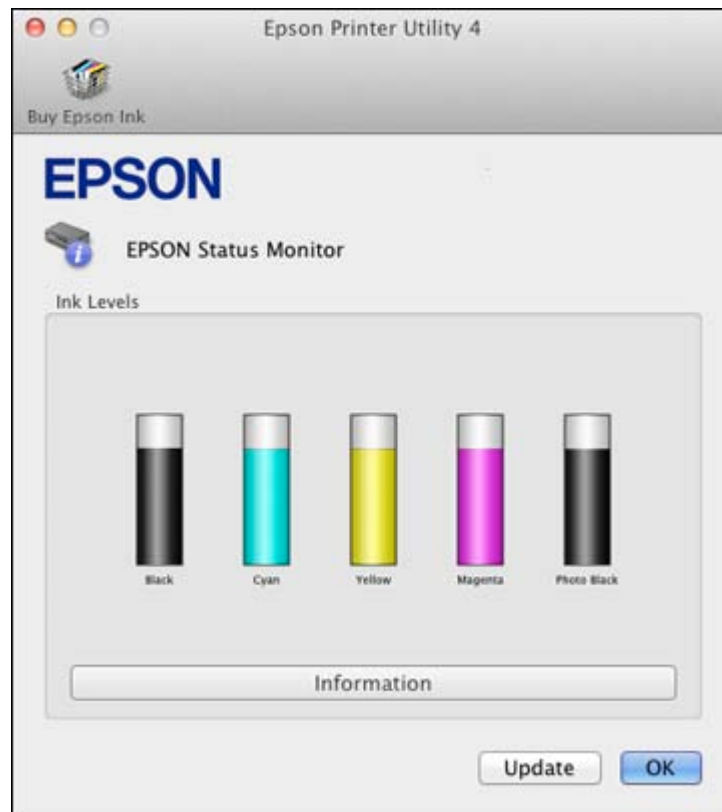 Epson Printer Utility 4
Buy Epson Ink
EPSON
EPSON Status Monitor
Ink Levels
Black Cyan Yellow Magenta Photo Black
Information
Update OK